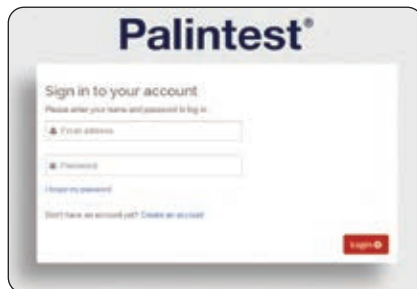 Palintest®
Sign in to your account
Please enter your name and password to log in
Email address
Password
I forgot my password
Don't have an account yet? Create an account
Login